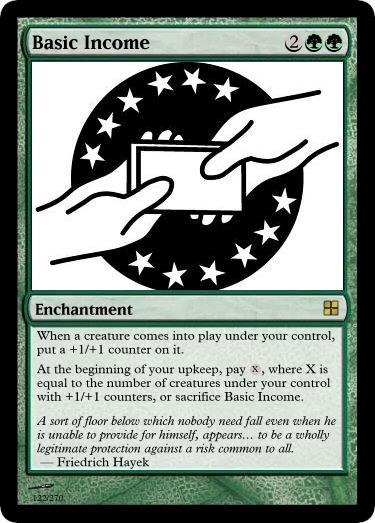 Basic Income 2
Enchantment
When a creature comes into play under your control,
put a +1/+1 counter on it.
At the beginning of your upkeep, pay X, where X is
equal to the number of creatures under your control
with +1/+1 counters, or sacrifice Basic Income.
A sort of floor below which nobody need fall even when he
is unable to provide for himself, appears... to be a wholly
legitimate protection against a risk common to all.
— Friedrich Hayek
122/270